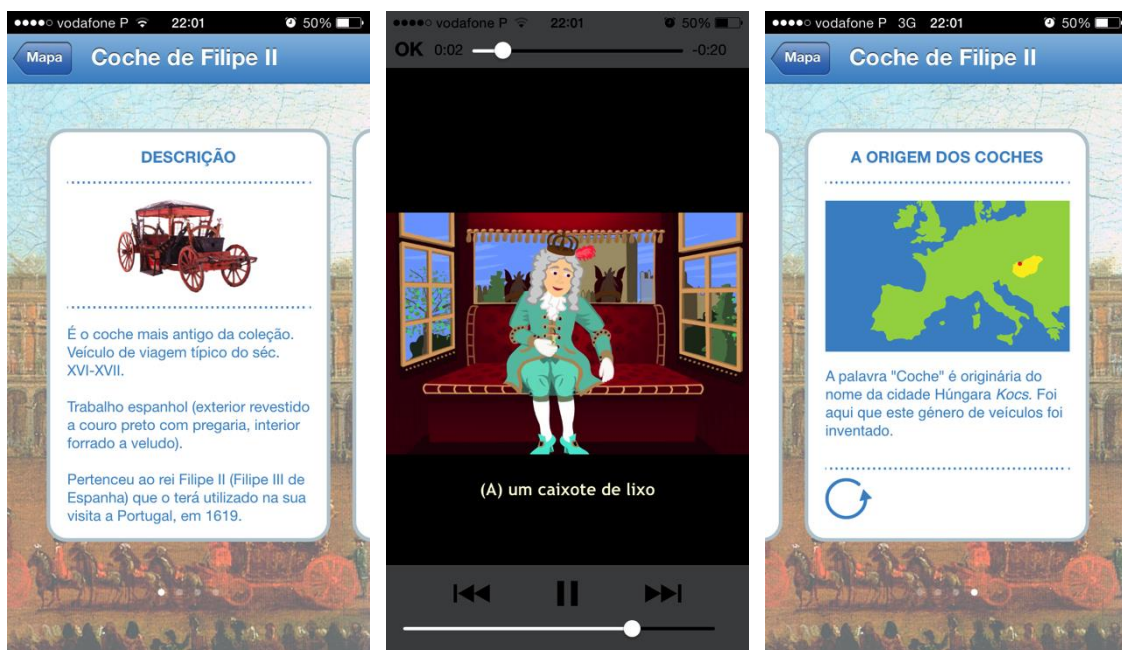 vodafone P 22:01 50%
Mapa Coche de Filipe II
DESCRIÇÃO
É o coche mais antigo da coleção.
Veículo de viagem típico do séc.
XVI-XVII.
Trabalho espanhol (exterior revestido
a couro preto com pregaria, interior
forrado a veludo).
Pertenceu ao rei Filipe II (Filipe III de
Espanha) que o terá utilizado na sua
visita a Portugal, em 1619.
vodafone P 22:01 50%
OK 0:02 -0:20
(A) um caixote de lixo
vodafone P 3G 22:01 50%
Mapa Coche de Filipe II
A ORIGEM DOS COCHES
A palavra "Coche" é originária do
nome da cidade Húngara Kocs. Foi
aqui que este género de veículos foi
inventado.